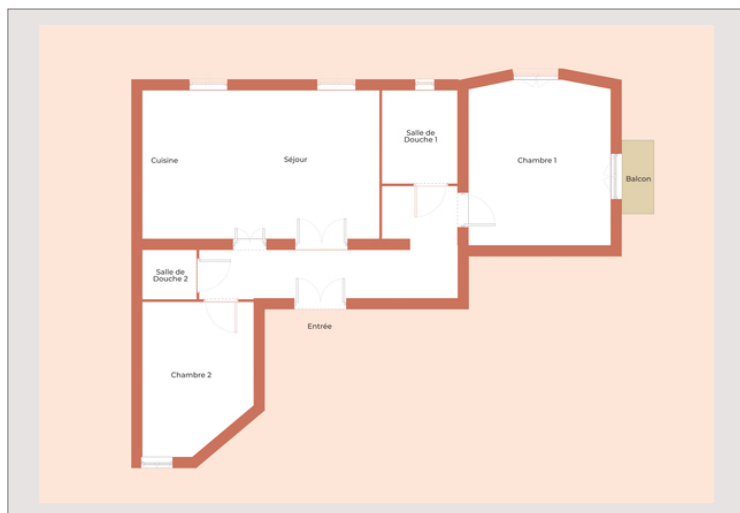 Salle de
Douche 1
Cuisine
Séjour
Chambre 1
Balcon
Salle de
Douche 2
Entrée
Chambre 2